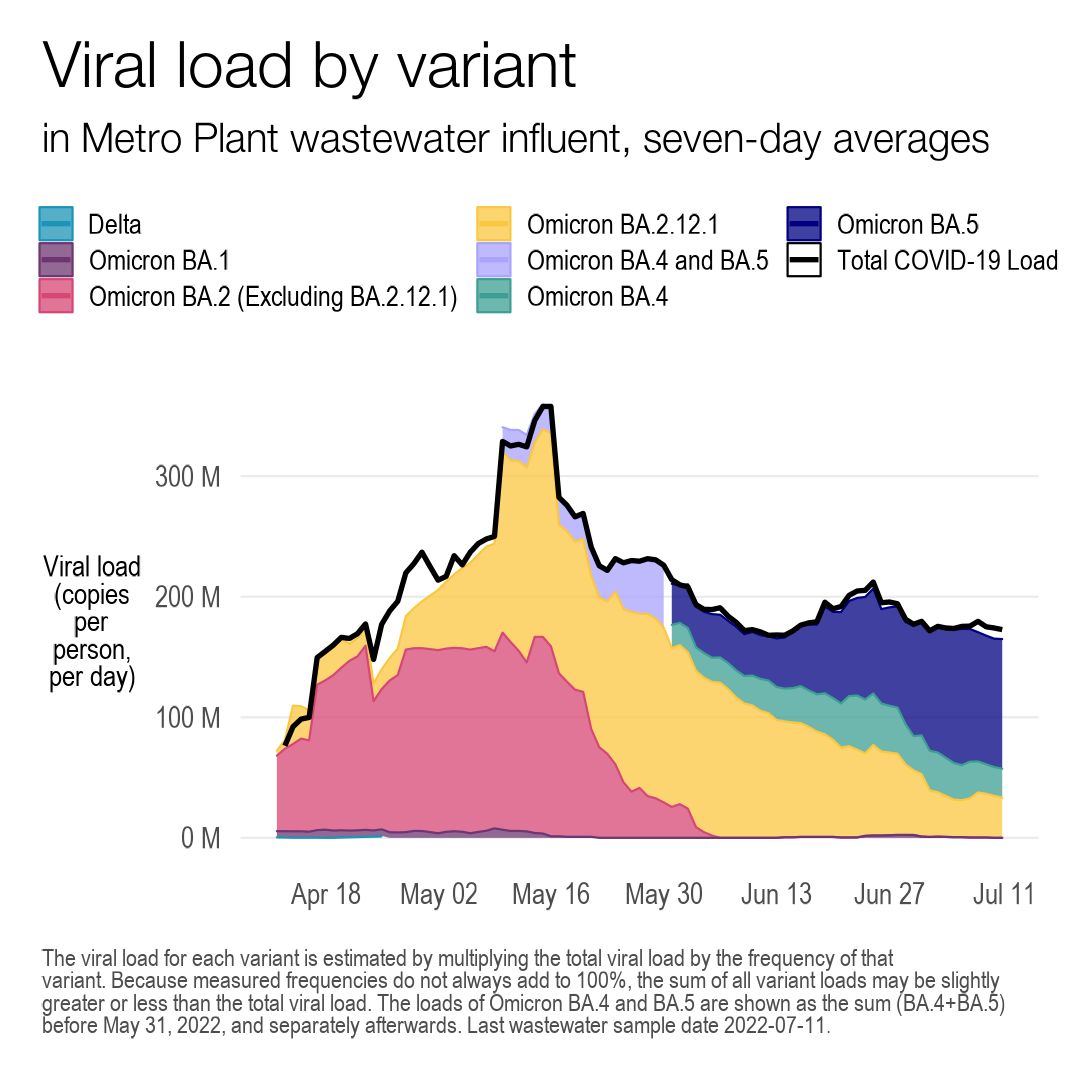 Viral load by variant
in Metro Plant wastewater influent, seven-day averages
Delta
Omicron BA.1
Omicron BA.2 (Excluding BA.2.12.1)
Omicron BA.2.12.1
Omicron BA.4 and BA.5
Omicron BA.4
Omicron BA.5
Total COVID-19 Load
Viral load
(copies
per
person,
per day)
300 M
200 M
100 M
0 M
Apr 18
May 02
May 16
May 30
Jun 13
Jun 27
Jul 11
The viral load for each variant is estimated by multiplying the total viral load by the frequency of that
variant. Because measured frequencies do not always add to 100%, the sum of all variant loads may be slightly
greater or less than the total viral load. The loads of Omicron BA.4 and BA.5 are shown as the sum (BA.4+BA.5)
before May 31, 2022, and separately afterwards. Last wastewater sample date 2022-07-11.